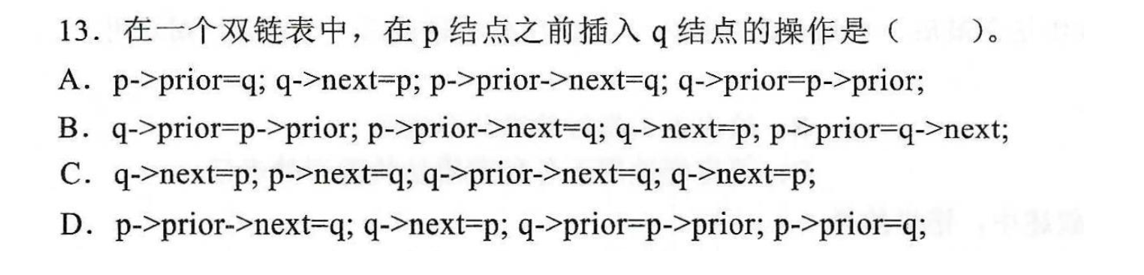 13. 在一个双链表中，在 p 结点之前插入 q 结点的操作是（　　）。
A. p->prior=q; q->next=p; p->prior->next=q; q->prior=p->prior;
B. q->prior=p->prior; p->prior->next=q; q->next=p; p->prior=q->next;
C. q->next=p; p->next=q; q->prior->next=q; q->next=p;
D. p->prior->next=q; q->next=p; q->prior=p->prior; p->prior=q;